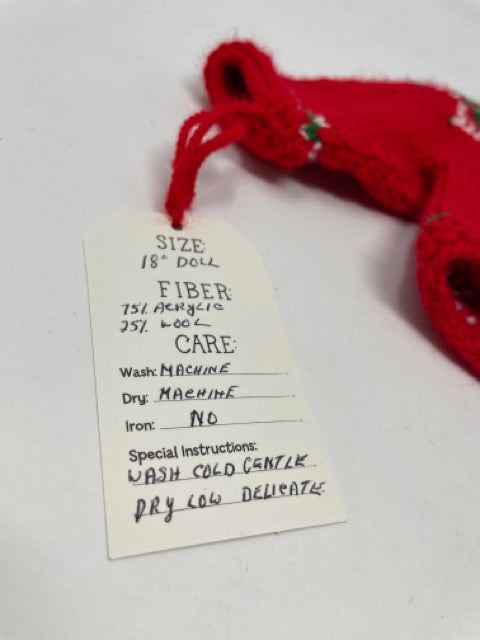 SIZE:
18" DOLL
FIBER:
75% ACRYLIC
25% WOOL
CARE:
Wash: MACHINE
Dry: MACHINE
Iron: NO
Special Instructions:
WASH COLD GENTLE
DRY LOW DELICATE